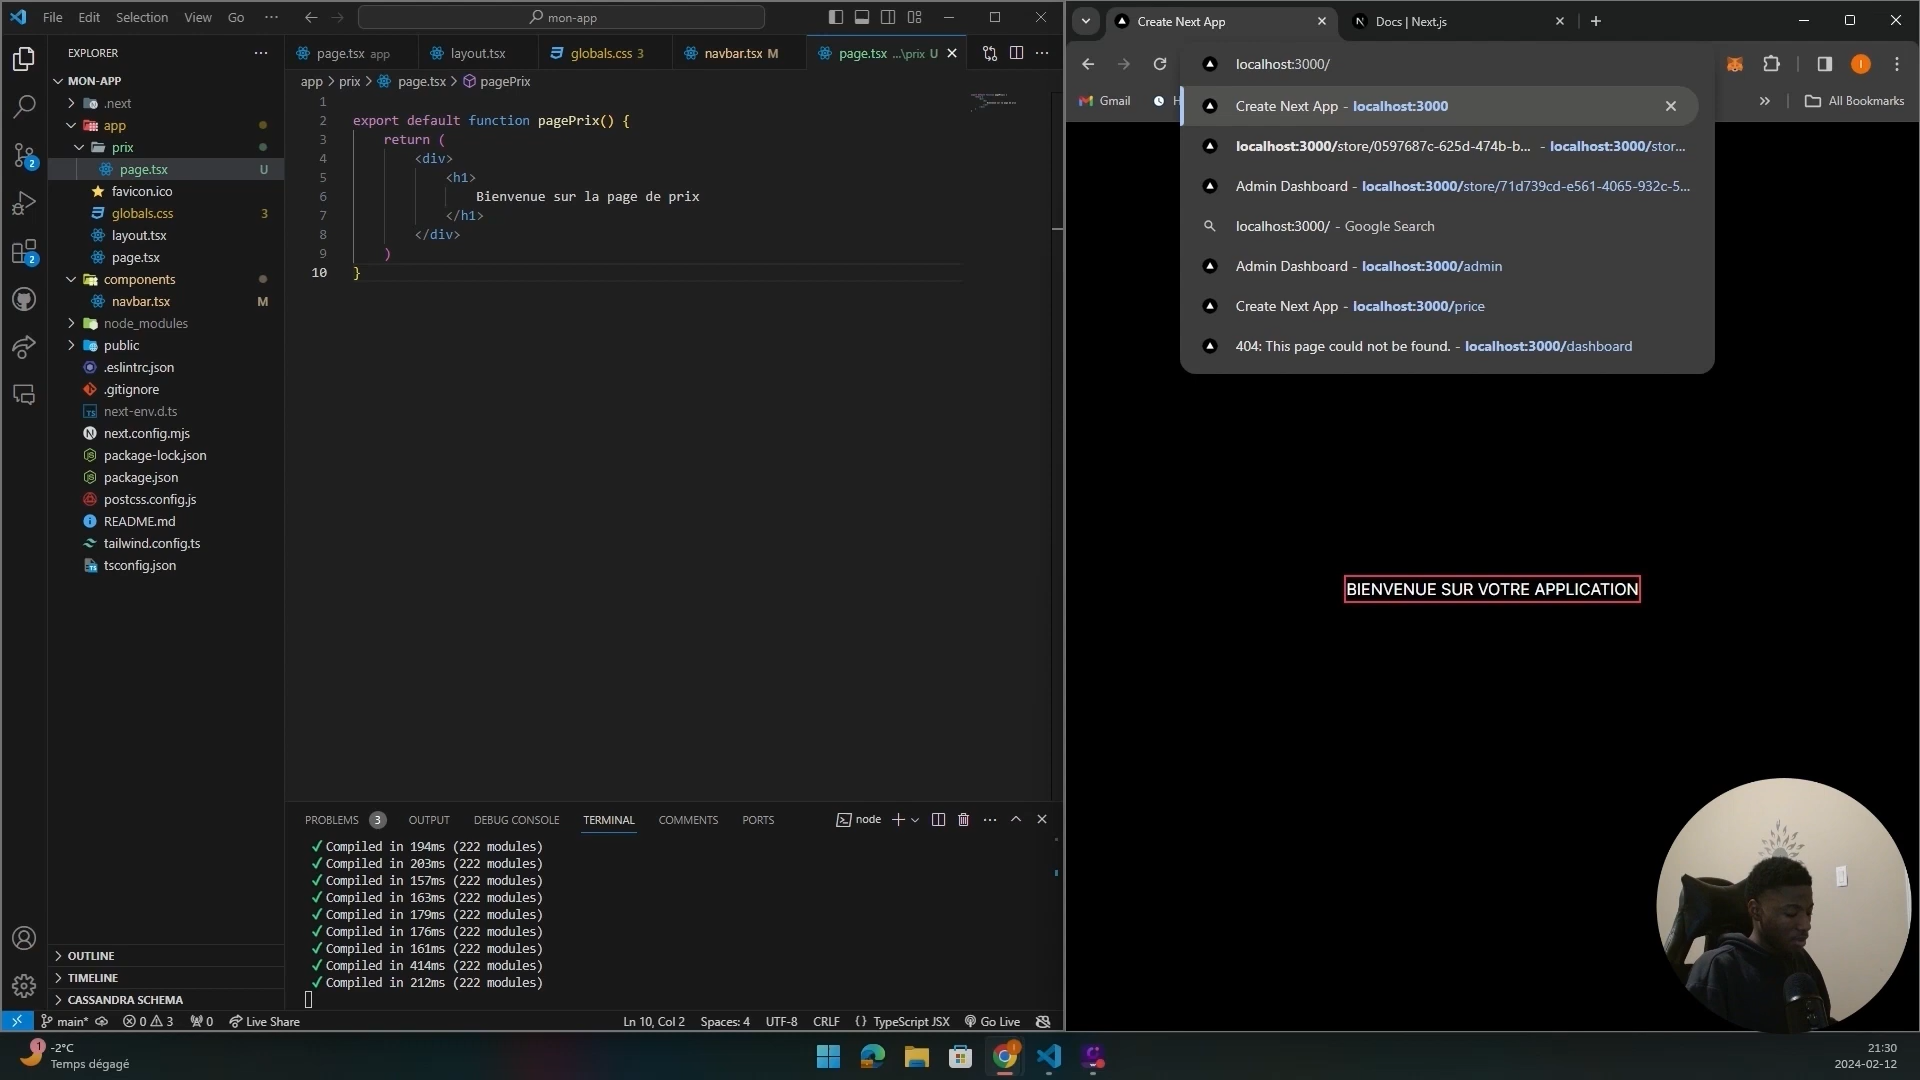 File Edit Selection View Go ···
mon-app
EXPLORER
MON-APP
.next
app
prix
page.tsx U
favicon.ico
globals.css 3
layout.tsx
page.tsx
components
navbar.tsx M
node_modules
public
.eslintrc.json
.gitignore
next-env.d.ts
next.config.mjs
package-lock.json
package.json
postcss.config.js
README.md
tailwind.config.ts
tsconfig.json
OUTLINE
TIMELINE
CASSANDRA SCHEMA
2
2
page.tsx app
layout.tsx
globals.css 3
navbar.tsx M
page.tsx ...\prix U
app > prix > page.tsx > pagePrix
1
2 export default function pagePrix() {
3 return (
4 <div>
5 <h1>
6 Bienvenue sur la page de prix
7 </h1>
8 </div>
9 )
10 }
PROBLEMS 3 OUTPUT DEBUG CONSOLE TERMINAL COMMENTS PORTS
node
✓ Compiled in 194ms (222 modules)
✓ Compiled in 203ms (222 modules)
✓ Compiled in 157ms (222 modules)
✓ Compiled in 163ms (222 modules)
✓ Compiled in 179ms (222 modules)
✓ Compiled in 176ms (222 modules)
✓ Compiled in 161ms (222 modules)
✓ Compiled in 414ms (222 modules)
✓ Compiled in 212ms (222 modules)
main* 0 3 0 Live Share
Ln 10, Col 2 Spaces: 4 UTF-8 CRLF {} TypeScript JSX Go Live
Create Next App
Docs | Next.js
localhost:3000/
Gmail
H
All Bookmarks
Create Next App - localhost:3000
localhost:3000/store/0597687c-625d-474b-b... - localhost:3000/stor...
Admin Dashboard - localhost:3000/store/71d739cd-e561-4065-932c-5...
localhost:3000/ - Google Search
Admin Dashboard - localhost:3000/admin
Create Next App - localhost:3000/price
404: This page could not be found. - localhost:3000/dashboard
BIENVENUE SUR VOTRE APPLICATION
1
-2°C
Temps dégagé
21:30
2024-02-12